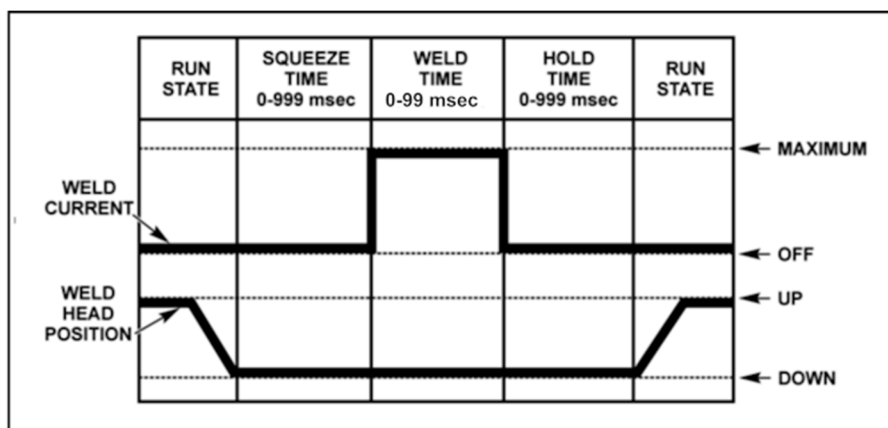 RUN
STATE
SQUEEZE
TIME
0-999 msec
WELD
TIME
0-99 msec
HOLD
TIME
0-999 msec
RUN
STATE
MAXIMUM
WELD
CURRENT
OFF
UP
WELD
HEAD
POSITION
DOWN